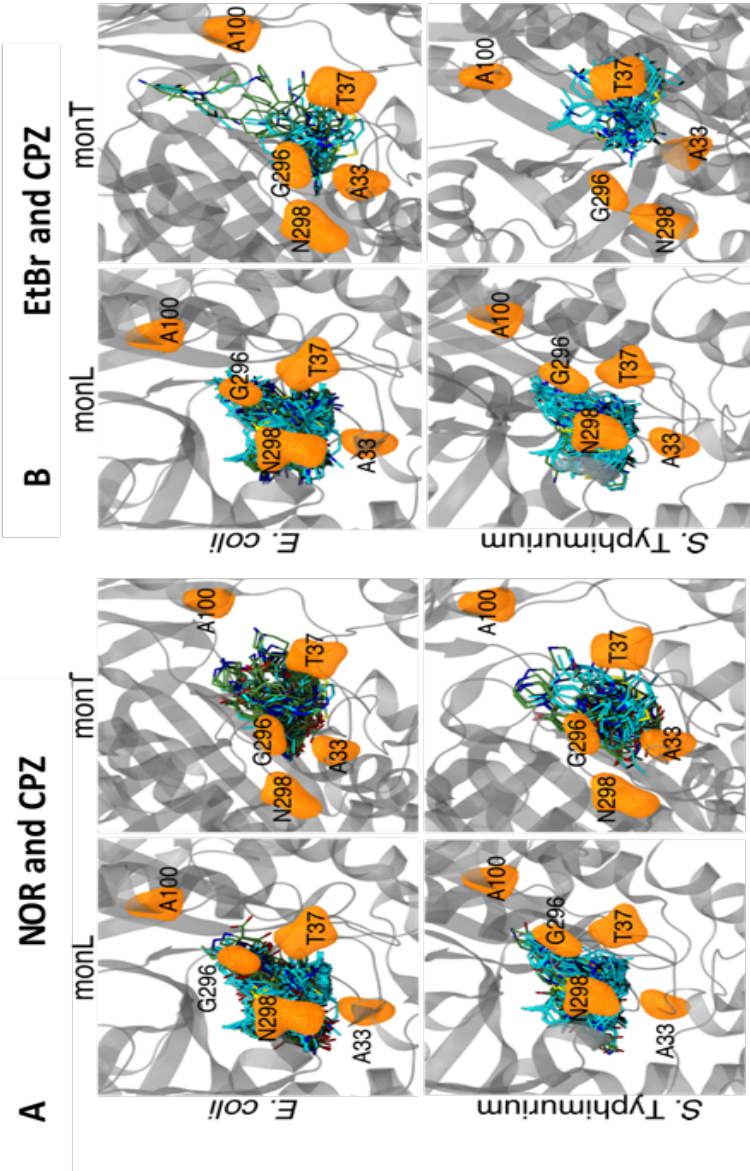 A
NOR and CPZ
monL
monT
E. coli
A100
G296
N298
T37
A33
A100
G296
N298
T37
A33
S. Typhimurium
A100
G296
N298
T37
A33
A100
G296
N298
T37
A33
B
EtBr and CPZ
monL
monT
E. coli
A100
G296
N298
T37
A33
A100
G296
N298
T37
A33
S. Typhimurium
A100
G296
N298
T37
A33
A100
G296
T37
N298
A33